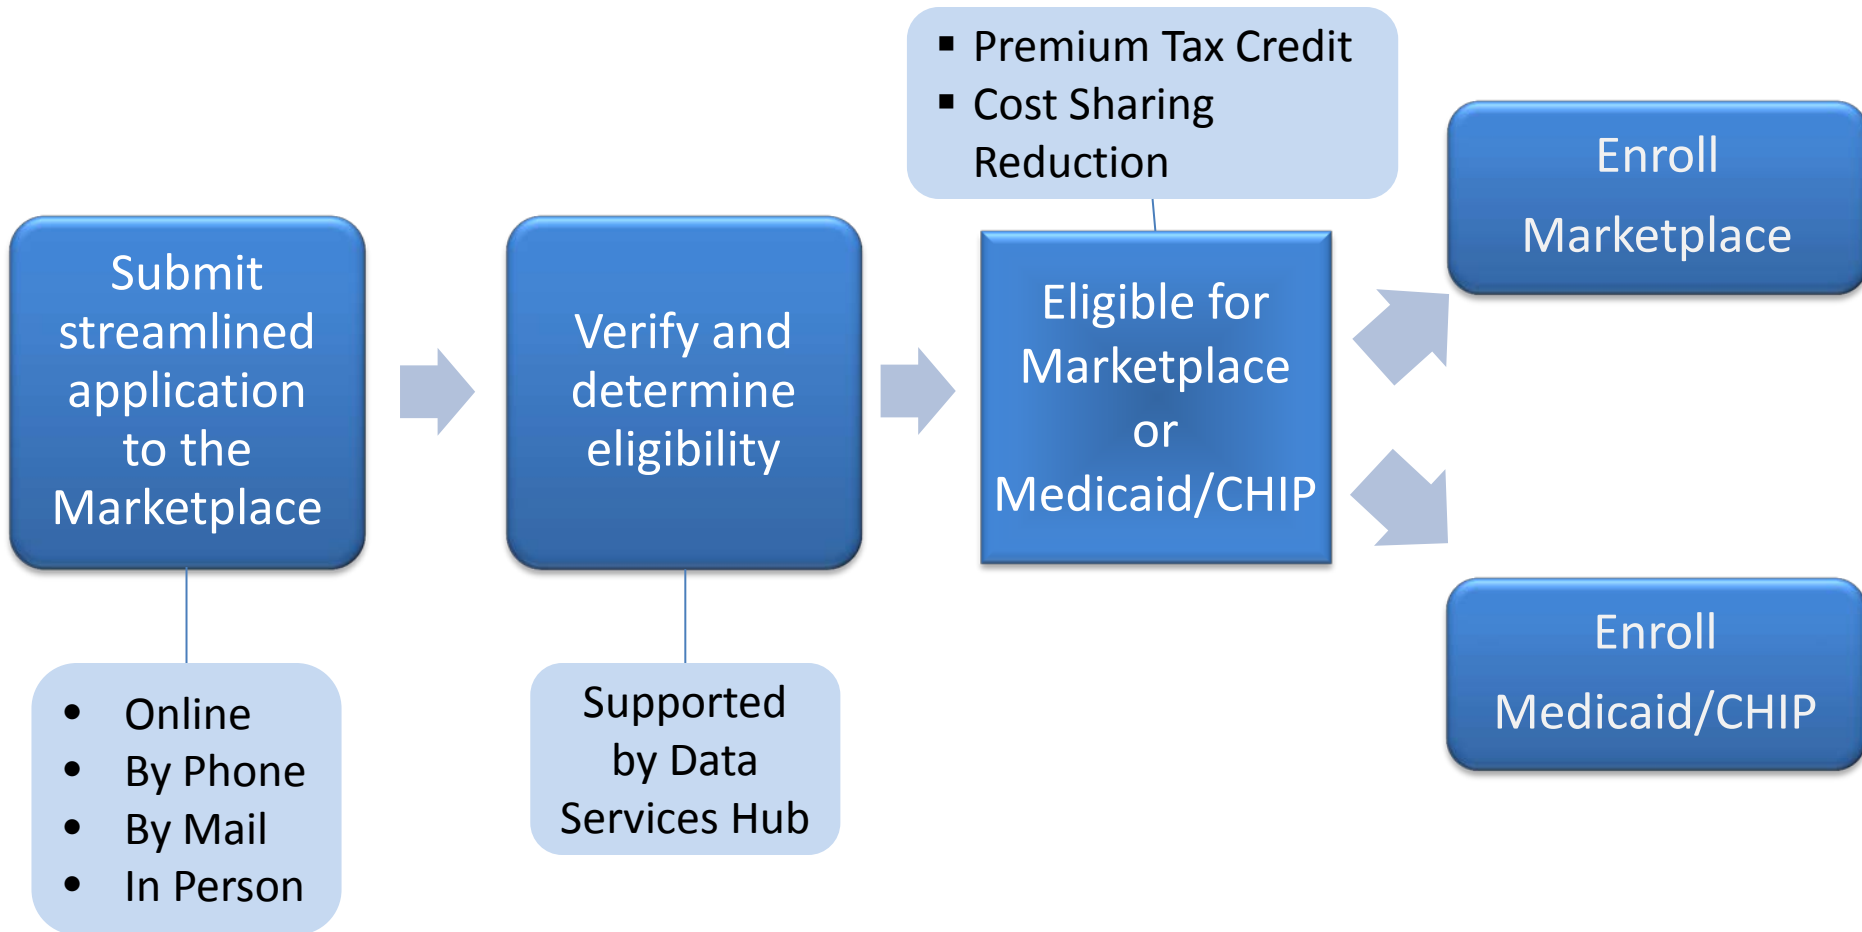 ▪ Premium Tax Credit
▪ Cost Sharing
Reduction
Submit
streamlined
application
to the
Marketplace
Verify and
determine
eligibility
Eligible for
Marketplace
or
Medicaid/CHIP
Enroll
Marketplace
Enroll
Medicaid/CHIP
• Online
• By Phone
• By Mail
• In Person
Supported
by Data
Services Hub